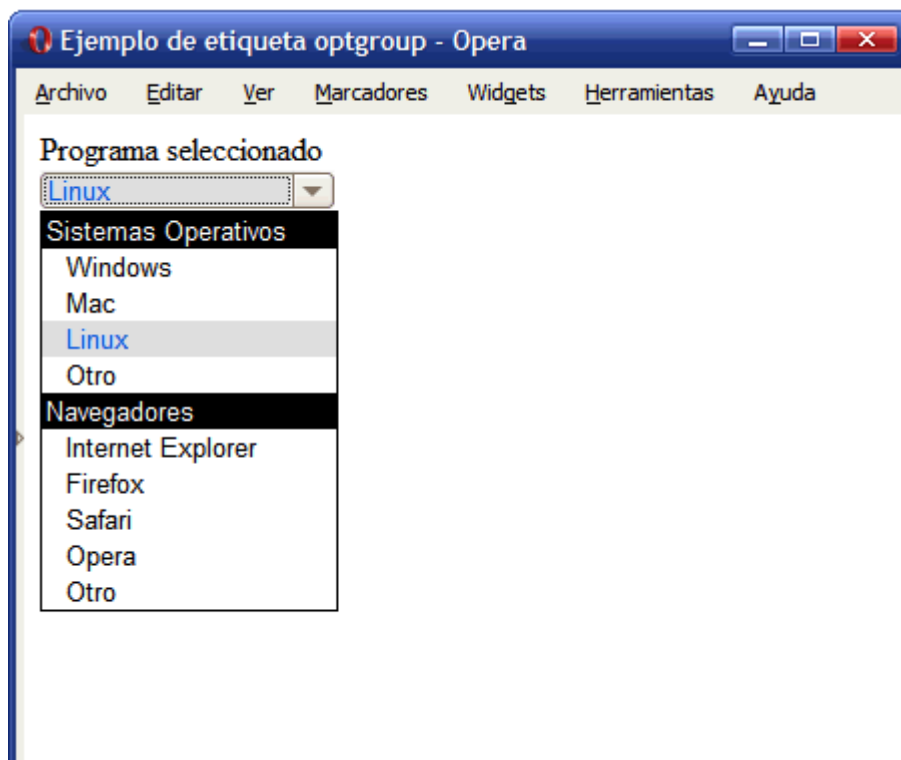 Ejemplo de etiqueta optgroup - Opera
Archivo Editar Ver Marcadores Widgets Herramientas Ayuda
Programa seleccionado
Linux
Sistemas Operativos
Windows
Mac
Linux
Otro
Navegadores
Internet Explorer
Firefox
Safari
Opera
Otro